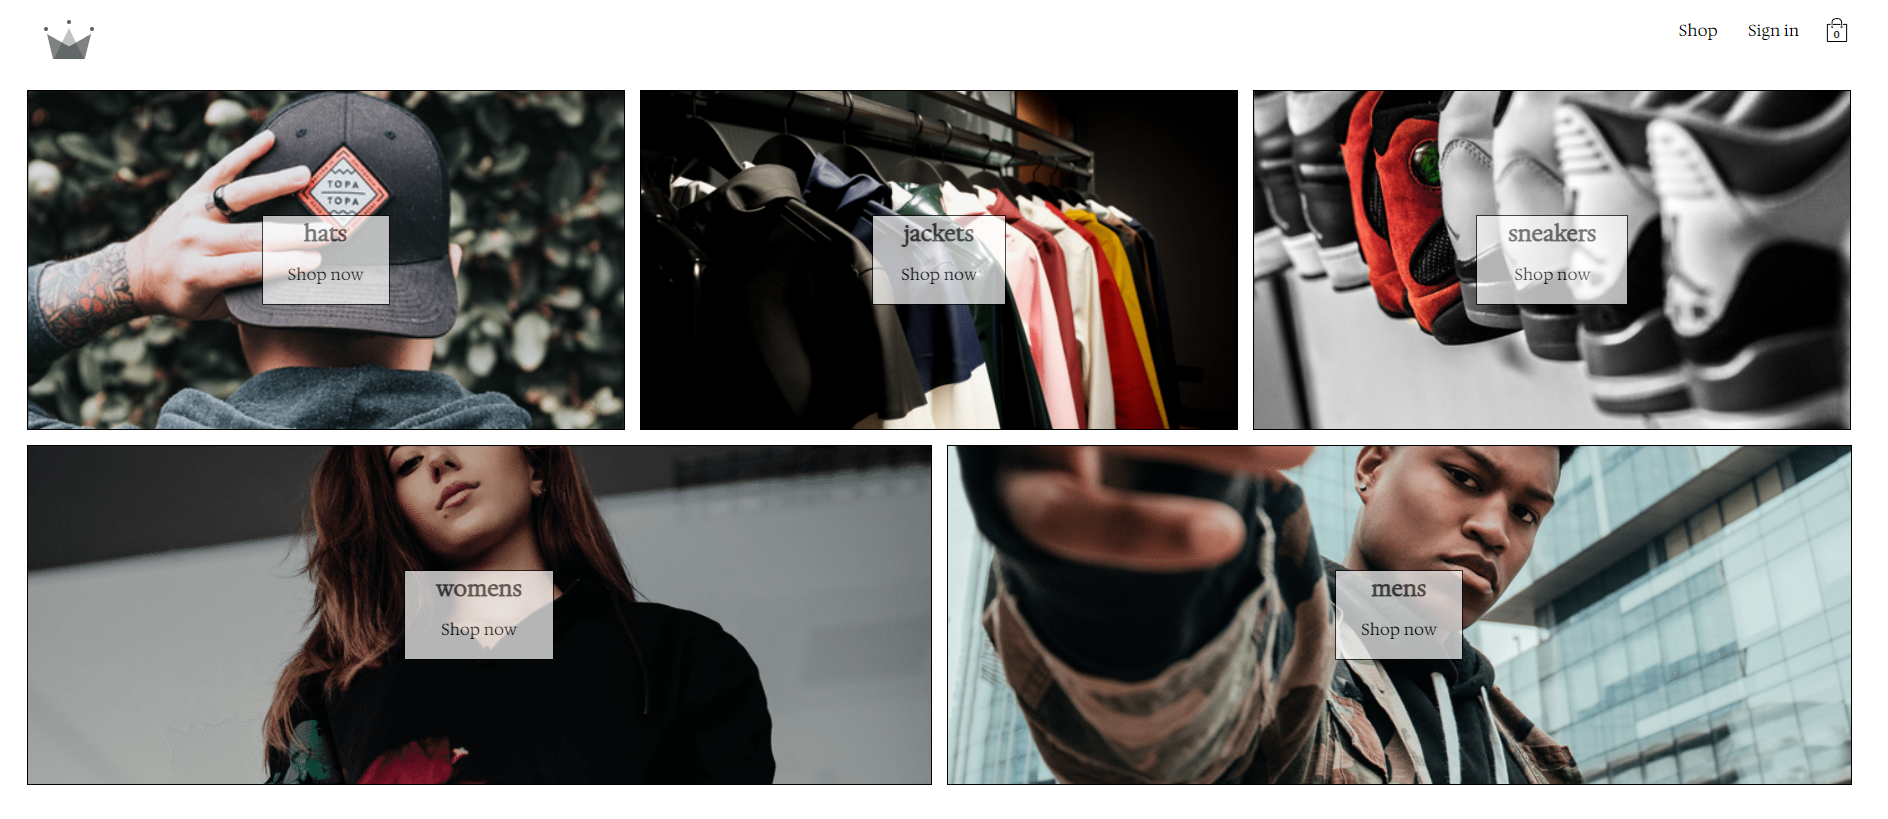 Shop
Sign in
0
TOPA
TOPA
hats
Shop now
jackets
Shop now
sneakers
Shop now
womens
Shop now
mens
Shop now